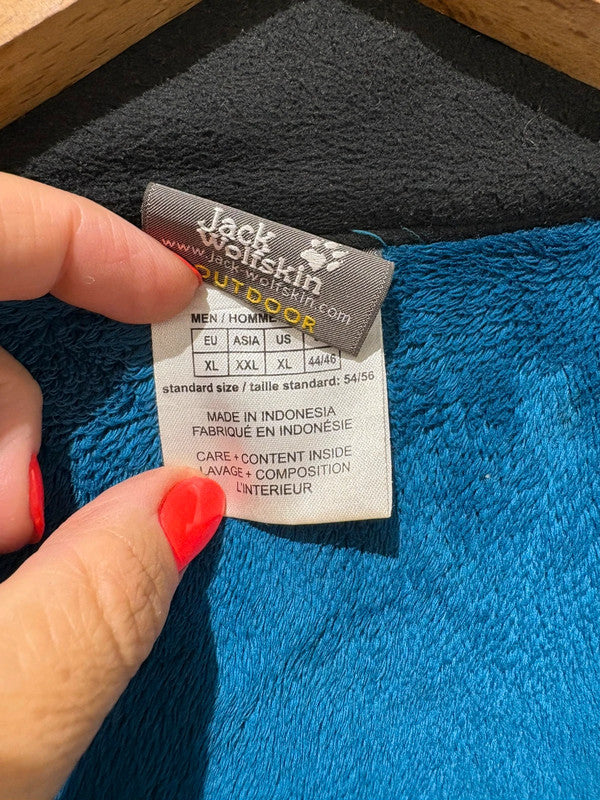 Jack
Wolfskin
www.jack-wolfskin.com
OUTDOOR
MEN / HOMME
EU ASIA US
XL XXL XL 44/46
standard size / taille standard: 54/56
MADE IN INDONESIA
FABRIQUÉ EN INDONÉSIE
CARE + CONTENT INSIDE
LAVAGE + COMPOSITION
L'INTERIEUR